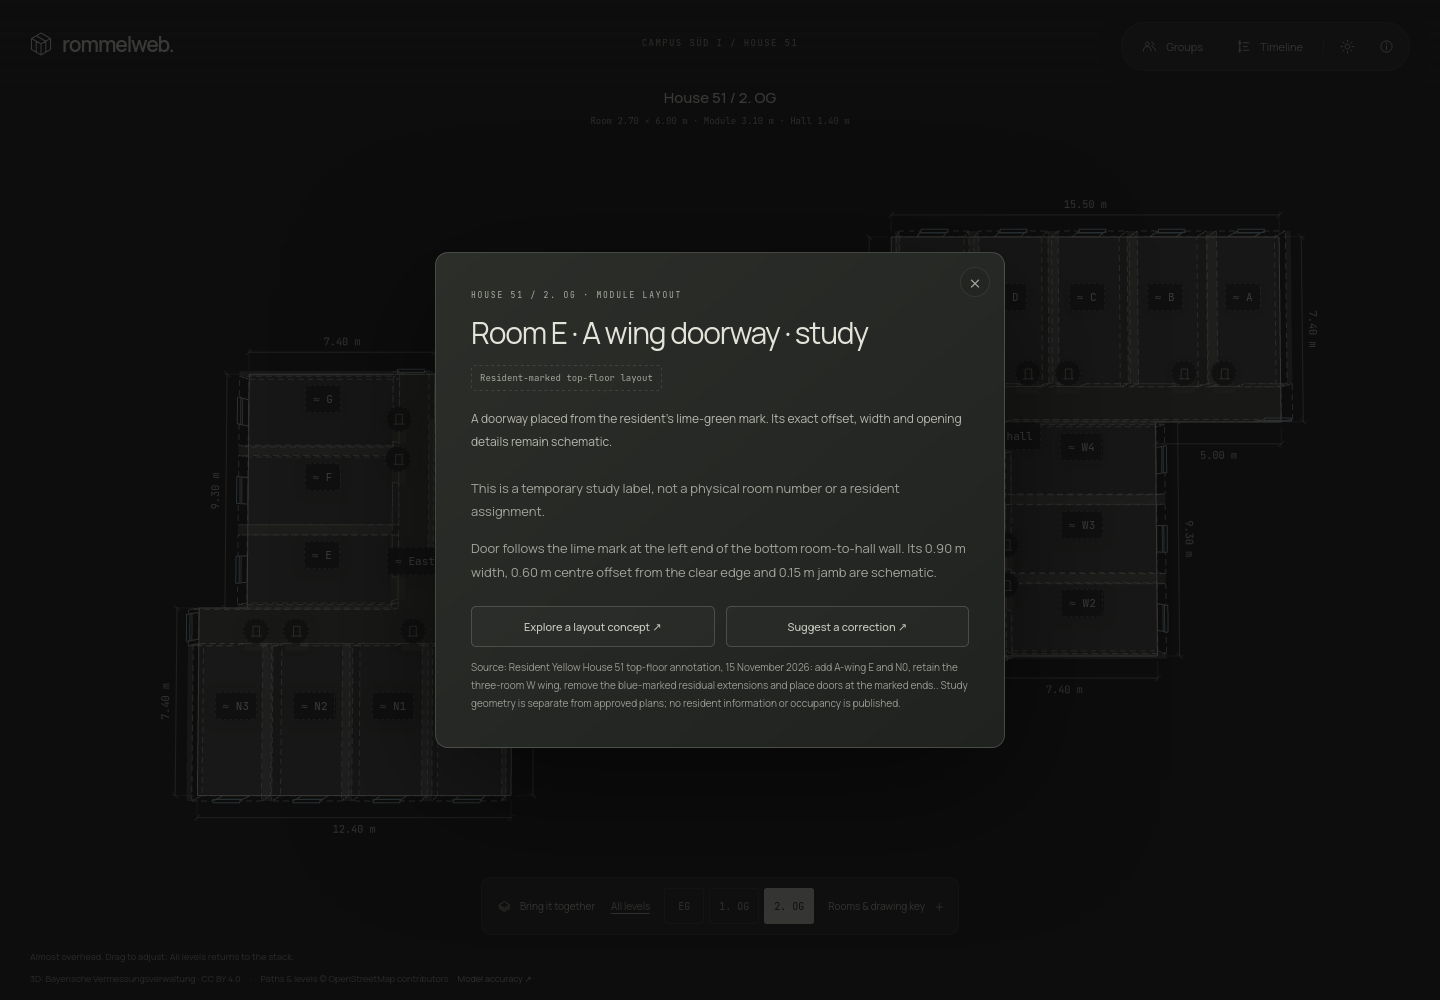 rommelweb.
CAMPUS SÜD I / HOUSE 51
Groups
Timeline
House 51 / 2. OG
Room 2.70 × 6.00 m · Module 3.10 m · Hall 1.40 m
15.50 m
7.40 m
≈ G
≈ F
≈ E
9.30 m
≈ East
≈ N3
≈ N2
≈ N1
7.40 m
12.40 m
D
≈ C
≈ B
≈ A
7.40 m
hall
≈ W4
5.00 m
≈ W3
9.30 m
≈ W2
7.40 m
HOUSE 51 / 2. OG · MODULE LAYOUT
Room E · A wing doorway · study
Resident-marked top-floor layout
A doorway placed from the resident's lime-green mark. Its exact offset, width and opening
details remain schematic.
This is a temporary study label, not a physical room number or a resident
assignment.
Door follows the lime mark at the left end of the bottom room-to-hall wall. Its 0.90 m
width, 0.60 m centre offset from the clear edge and 0.15 m jamb are schematic.
Explore a layout concept ↗
Suggest a correction ↗
Source: Resident Yellow House 51 top-floor annotation, 15 November 2026: add A-wing E and N0, retain the
three-room W wing, remove the blue-marked residual extensions and place doors at the marked ends.. Study
geometry is separate from approved plans; no resident information or occupancy is published.
Bring it together
All levels
EG
1. OG
2. OG
Rooms & drawing key +
Almost overhead. Drag to adjust. All levels returns to the stack.
3D: Bayerische Vermessungsverwaltung · CC BY 4.0
Paths & levels © OpenStreetMap contributors
Model accuracy ↗